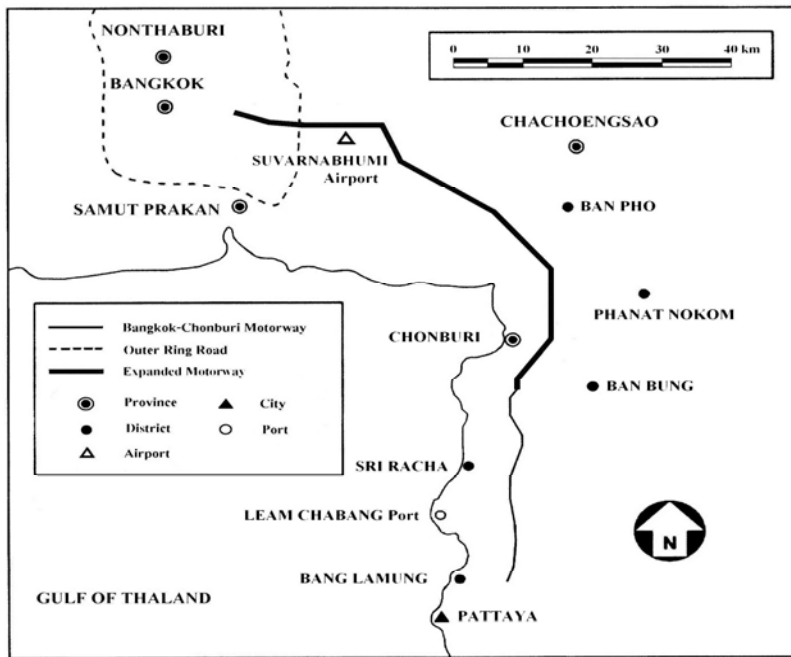 NONTHABURI
BANGKOK
0 10 20 30 40 km
CHACHOENGSAO
SUVARNABHUMI
Airport
SAMUT PRAKAN
BAN PHO
PHANAT NOKOM
CHONBURI
BAN BUNG
Bangkok-Chonburi Motorway
Outer Ring Road
Expanded Motorway
Province
City
District
Port
Airport
SRI RACHA
LEAM CHABANG Port
BANG LAMUNG
GULF OF THAILAND
PATTAYA
N